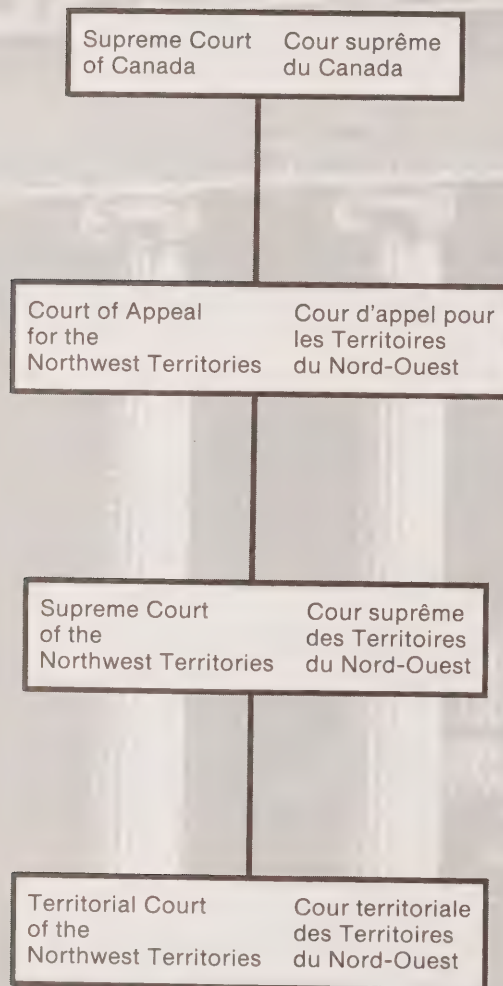 Supreme Court
of Canada
Cour suprême
du Canada
Court of Appeal
for the
Northwest Territories
Cour d'appel pour
les Territoires
du Nord-Ouest
Supreme Court
of the
Northwest Territories
Cour suprême
des Territoires
du Nord-Ouest
Territorial Court
of the
Northwest Territories
Cour territoriale
des Territoires
du Nord-Ouest